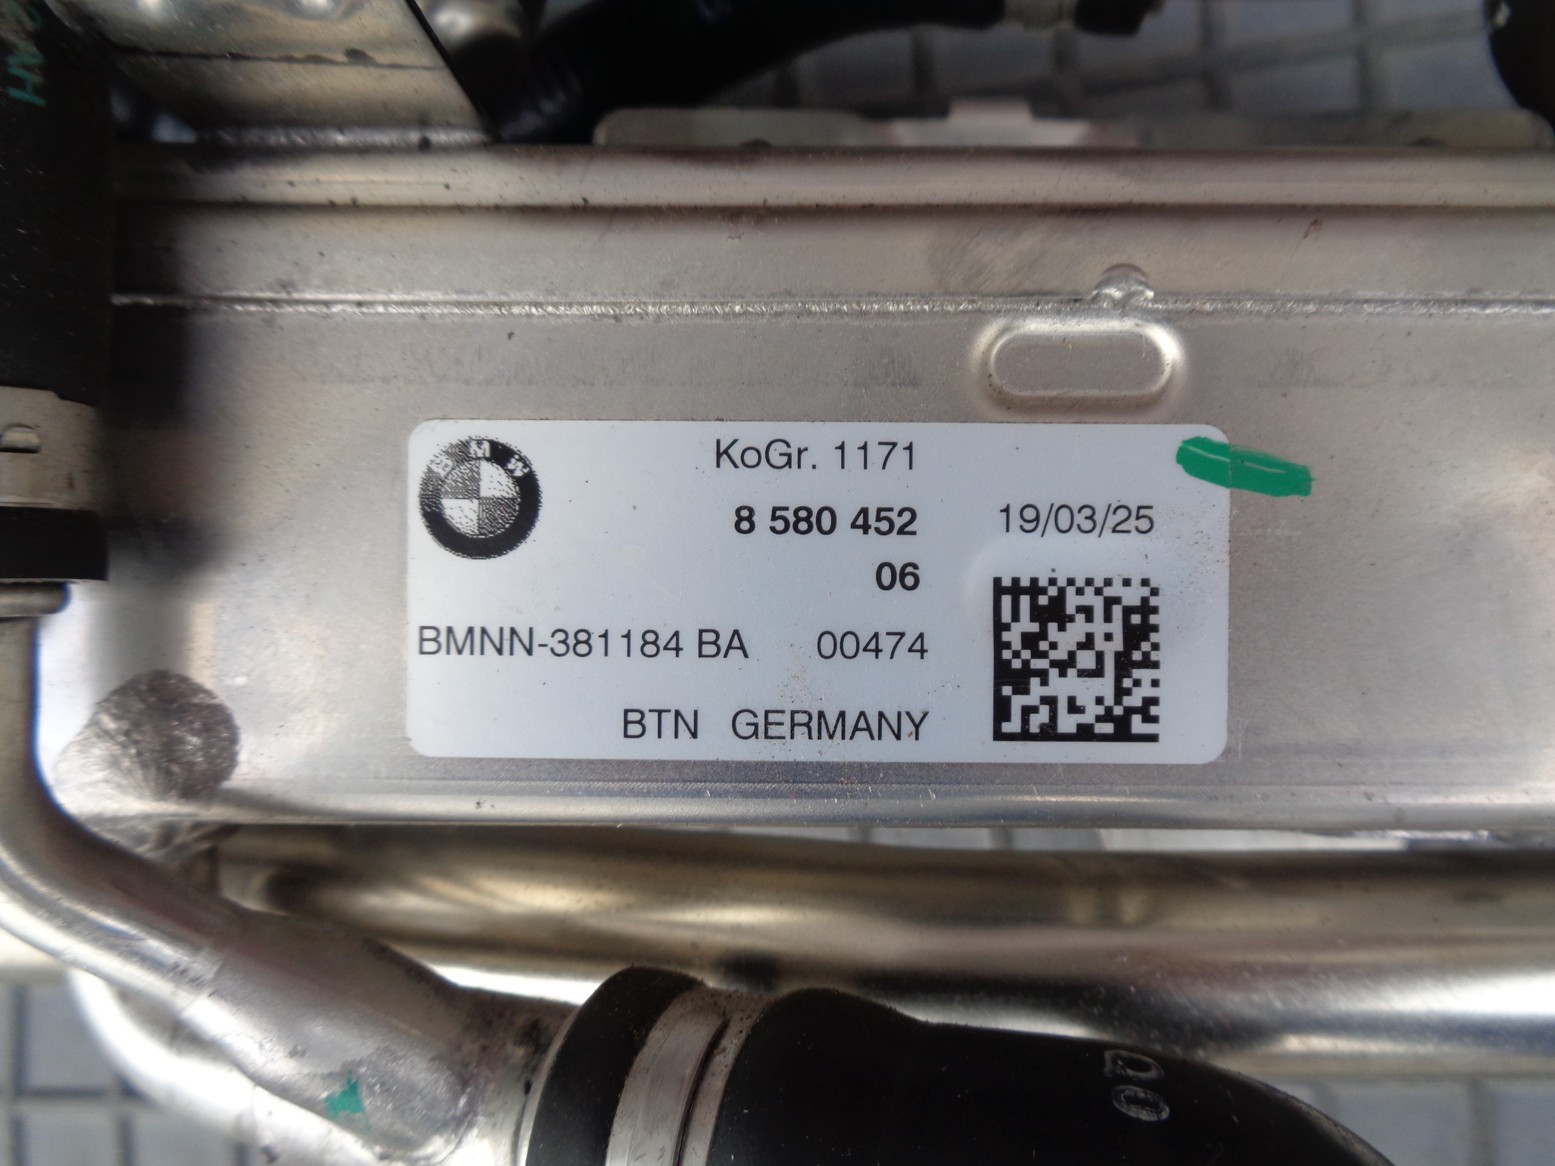 BMW
KoGr. 1171
8 580 452 19/03/25
06
BMNN-381184 BA 00474
BTN GERMANY